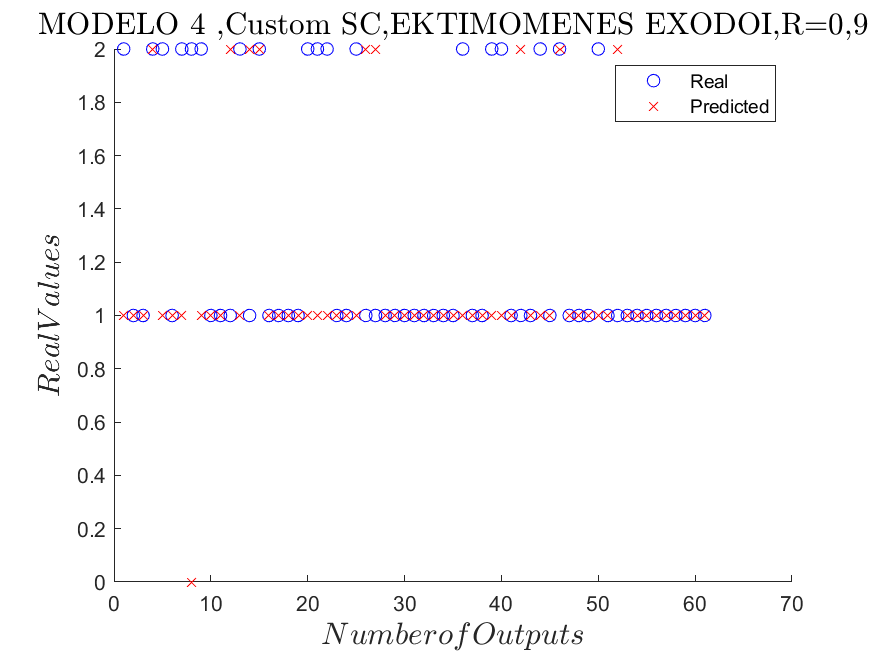 MODELO 4 ,Custom SC,EKTIMOMENES EXODOI,R=0,9
2
1.8
1.6
1.4
1.2
1
0.8
0.6
0.4
0.2
0
RealValues
Real
Predicted
0 10 20 30 40 50 60 70
NumberofOutputs